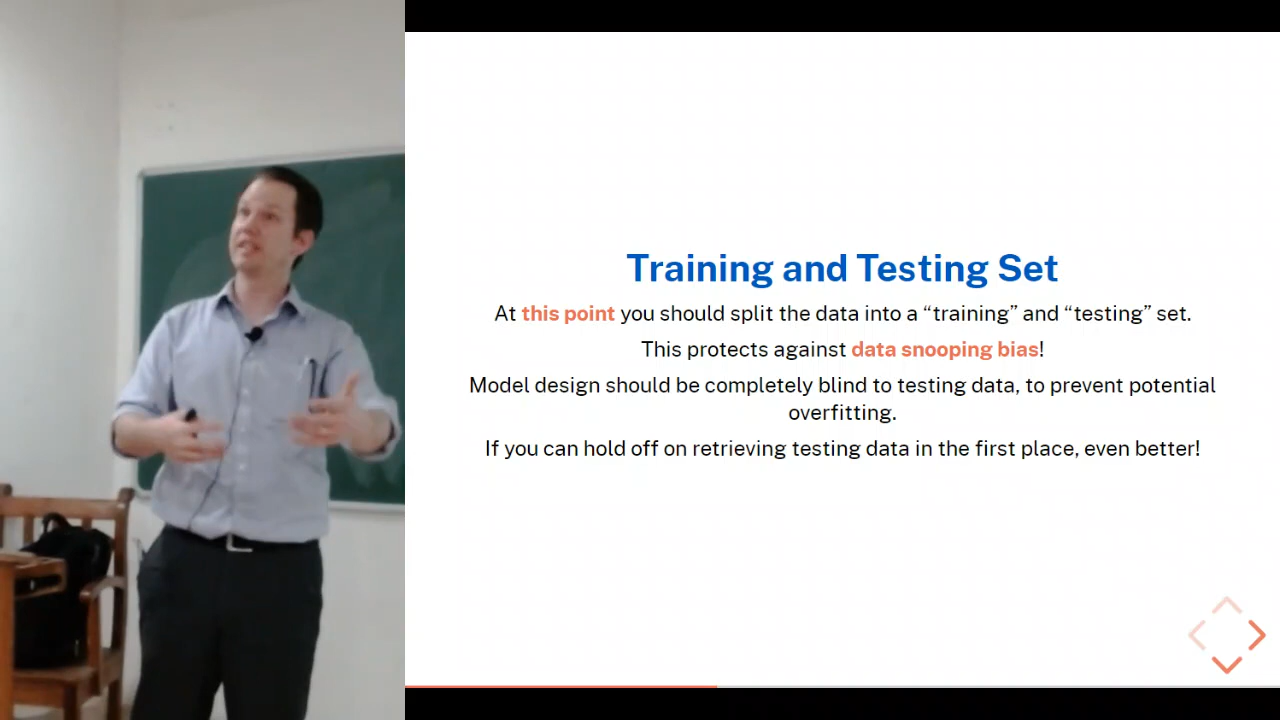 Training and Testing Set
At this point you should split the data into a “training” and “testing” set.
This protects against data snooping bias!
Model design should be completely blind to testing data, to prevent potential
overfitting.
If you can hold off on retrieving testing data in the first place, even better!